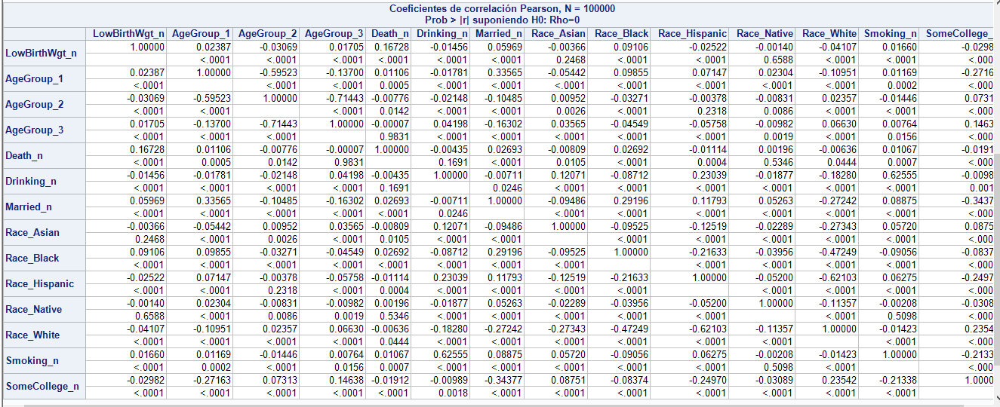 Coeficientes de correlación Pearson, N = 100000
Prob > |r| suponiendo H0: Rho=0
LowBirthWgt_n AgeGroup_1 AgeGroup_2 AgeGroup_3 Death_n Drinking_n Married_n Race_Asian Race_Black Race_Hispanic Race_Native Race_White Smoking_n SomeCollege_
LowBirthWgt_n 1.00000 0.02387 -0.03069 0.01705 0.16728 -0.01456 0.05969 -0.00366 0.09106 -0.02522 -0.00140 -0.04107 0.01660 -0.0298
<.0001 <.0001 <.0001 <.0001 <.0001 <.0001 0.2468 <.0001 <.0001 0.6588 <.0001 <.0001 <.000
AgeGroup_1 0.02387 1.00000 -0.59523 -0.13700 0.01106 -0.01781 0.33565 -0.05442 0.09855 0.07147 0.02304 -0.10951 0.01169 -0.2716
<.0001 <.0001 <.0001 0.0005 <.0001 <.0001 <.0001 <.0001 <.0001 <.0001 <.0001 0.0002 <.000
AgeGroup_2 -0.03069 -0.59523 1.00000 -0.71443 -0.00776 -0.02148 -0.10485 0.00952 -0.03271 -0.00378 -0.00831 0.02357 -0.01446 0.0731
<.0001 <.0001 <.0001 0.0142 <.0001 <.0001 0.0026 <.0001 0.2318 0.0086 <.0001 <.0001 <.000
AgeGroup_3 0.01705 -0.13700 -0.71443 1.00000 -0.00007 0.04198 -0.16302 0.03565 -0.04549 -0.05758 -0.00982 0.06630 0.00764 0.1463
<.0001 <.0001 <.0001 0.9831 <.0001 <.0001 <.0001 <.0001 <.0001 0.0019 <.0001 0.0156 <.000
Death_n 0.16728 0.01106 -0.00776 -0.00007 1.00000 -0.00435 0.02693 -0.00809 0.02692 -0.01114 0.00196 -0.00636 0.01067 -0.0191
<.0001 0.0005 0.0142 0.9831 0.1691 <.0001 0.0105 <.0001 0.0004 0.5346 0.0444 0.0007 <.000
Drinking_n -0.01456 -0.01781 -0.02148 0.04198 -0.00435 1.00000 -0.00711 0.12071 -0.08712 0.23039 -0.01877 -0.18280 0.62555 -0.0098
<.0001 <.0001 <.0001 <.0001 0.1691 0.0246 <.0001 <.0001 <.0001 <.0001 <.0001 <.0001 0.001
Married_n 0.05969 0.33565 -0.10485 -0.16302 0.02693 -0.00711 1.00000 -0.09486 0.29196 0.11793 0.05263 -0.27242 0.08875 -0.3437
<.0001 <.0001 <.0001 <.0001 <.0001 0.0246 <.0001 <.0001 <.0001 <.0001 <.0001 <.0001 <.000
Race_Asian -0.00366 -0.05442 0.00952 0.03565 -0.00809 0.12071 -0.09486 1.00000 -0.09525 -0.12519 -0.02289 -0.27343 0.05720 0.0875
0.2468 <.0001 0.0026 <.0001 0.0105 <.0001 <.0001 <.0001 <.0001 <.0001 <.0001 <.0001 <.000
Race_Black 0.09106 0.09855 -0.03271 -0.04549 0.02692 -0.08712 0.29196 -0.09525 1.00000 -0.21633 -0.03956 -0.47249 -0.09056 -0.0837
<.0001 <.0001 <.0001 <.0001 <.0001 <.0001 <.0001 <.0001 <.0001 <.0001 <.0001 <.0001 <.000
Race_Hispanic -0.02522 0.07147 -0.00378 -0.05758 -0.01114 0.23039 0.11793 -0.12519 -0.21633 1.00000 -0.05200 -0.62103 0.06275 -0.2497
<.0001 <.0001 0.2318 <.0001 0.0004 <.0001 <.0001 <.0001 <.0001 <.0001 <.0001 <.0001 <.000
Race_Native -0.00140 0.02304 -0.00831 -0.00982 0.00196 -0.01877 0.05263 -0.02289 -0.03956 -0.05200 1.00000 -0.11357 -0.00208 -0.0308
0.6588 <.0001 0.0086 0.0019 0.5346 <.0001 <.0001 <.0001 <.0001 <.0001 <.0001 0.5098 <.000
Race_White -0.04107 -0.10951 0.02357 0.06630 -0.00636 -0.18280 -0.27242 -0.27343 -0.47249 -0.62103 -0.11357 1.00000 -0.01423 0.2354
<.0001 <.0001 <.0001 <.0001 0.0444 <.0001 <.0001 <.0001 <.0001 <.0001 <.0001 <.0001 <.000
Smoking_n 0.01660 0.01169 -0.01446 0.00764 0.01067 0.62555 0.08875 0.05720 -0.09056 0.06275 -0.00208 -0.01423 1.00000 -0.2133
<.0001 0.0002 <.0001 0.0156 0.0007 <.0001 <.0001 <.0001 <.0001 <.0001 0.5098 <.0001 <.000
SomeCollege_n -0.02982 -0.27163 0.07313 0.14638 -0.01912 -0.00989 -0.34377 0.08751 -0.08374 -0.24970 -0.03089 0.23542 -0.21338 1.0000
<.0001 <.0001 <.0001 <.0001 <.0001 0.0018 <.0001 <.0001 <.0001 <.0001 <.0001 <.0001 <.0001